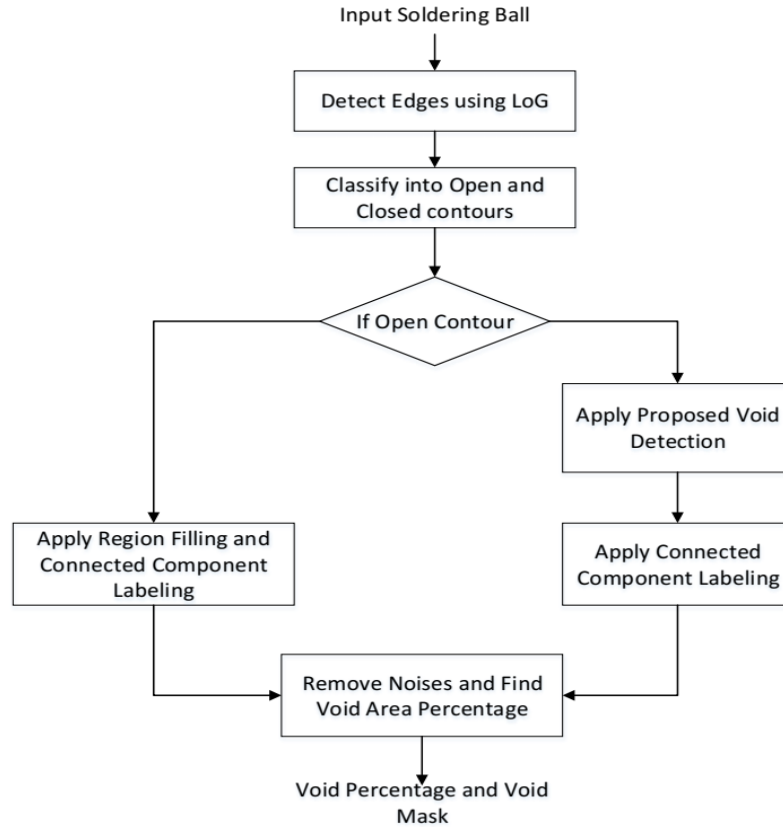 Input Soldering Ball
Detect Edges using LoG
Classify into Open and
Closed contours
If Open Contour
Apply Proposed Void
Detection
Apply Region Filling and
Connected Component
Labeling
Apply Connected
Component Labeling
Remove Noises and Find
Void Area Percentage
Void Percentage and Void
Mask